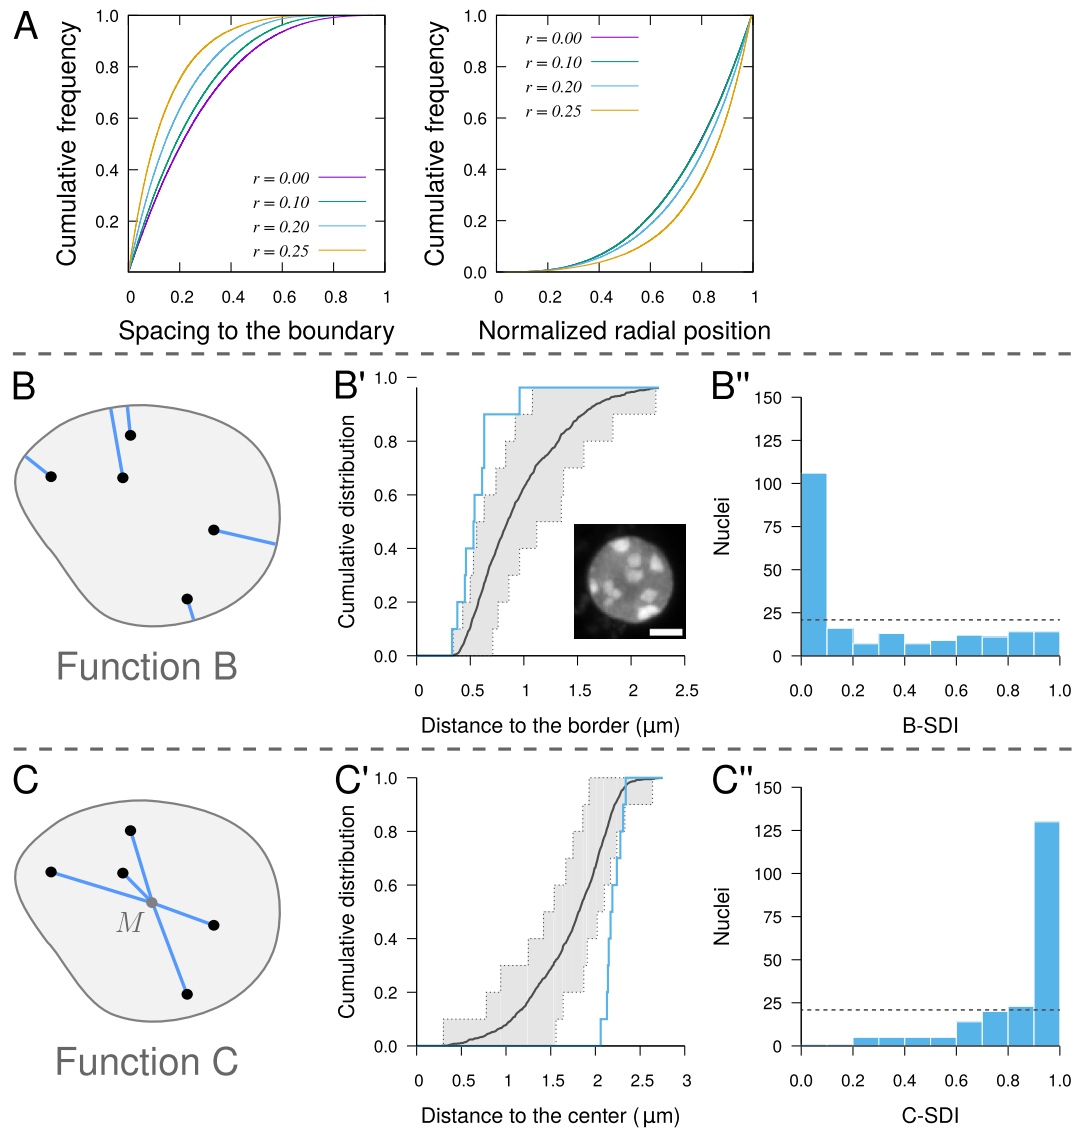 A
Cumulative frequency
1.0
0.8
0.6
0.4
0.2
r = 0.00
r = 0.10
r = 0.20
r = 0.25
0 0.2 0.4 0.6 0.8 1
Spacing to the boundary
Cumulative frequency
1.0
0.8
0.6
0.4
0.2
0.0
r = 0.00
r = 0.10
r = 0.20
r = 0.25
0 0.2 0.4 0.6 0.8 1
Normalized radial position
B
Function B
B'
Cumulative distribution
1.0
0.8
0.6
0.4
0.2
0.0
0 0.5 1 1.5 2 2.5
Distance to the border (μm)
B"
Nuclei
150
125
100
75
50
25
0
0.0 0.2 0.4 0.6 0.8 1.0
B-SDI
C
M
Function C
C'
Cumulative distribution
1.0
0.8
0.6
0.4
0.2
0.0
0 0.5 1 1.5 2 2.5 3
Distance to the center (μm)
C"
Nuclei
150
125
100
75
50
25
0
0.0 0.2 0.4 0.6 0.8 1.0
C-SDI